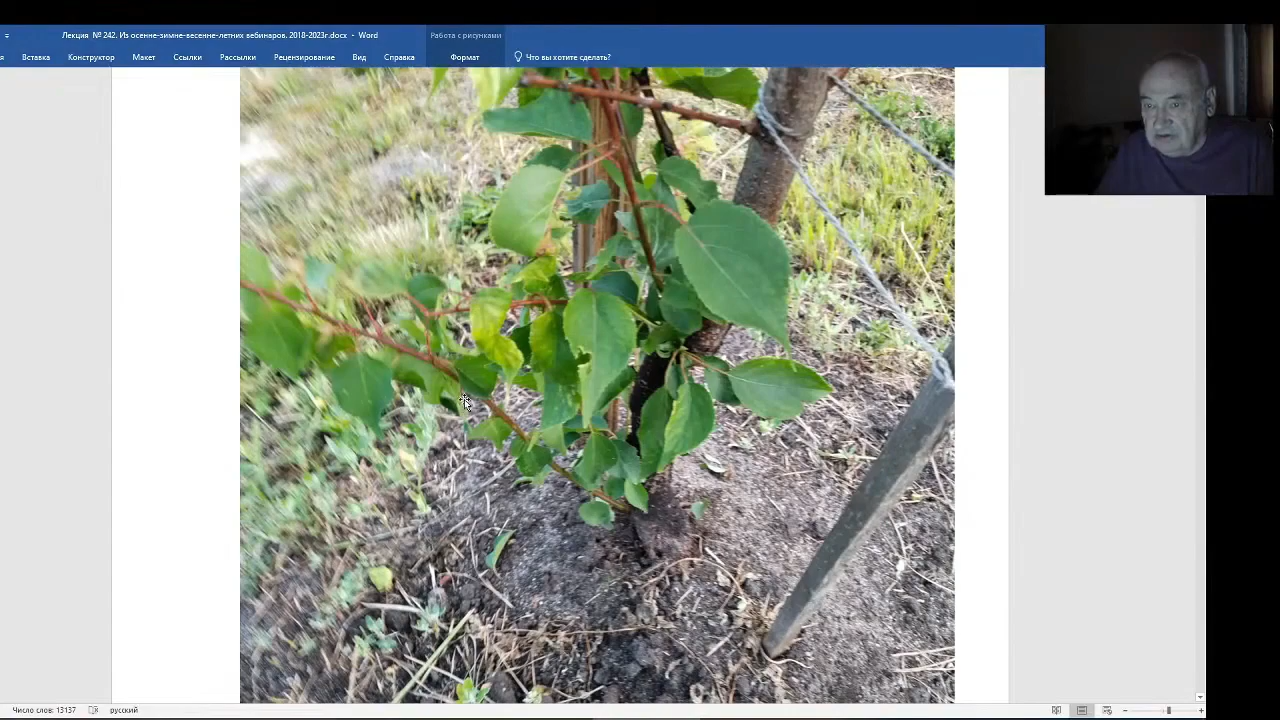 Лекция № 242. Из осенне-зимне-весенне-летних вебинаров. 2018-2023г.docx - Word
Работа с рисунками
я Вставка Конструктор Макет Ссылки Рассылки Рецензирование Вид Справка Формат Что вы хотите сделать?
Число слов: 13137 русский